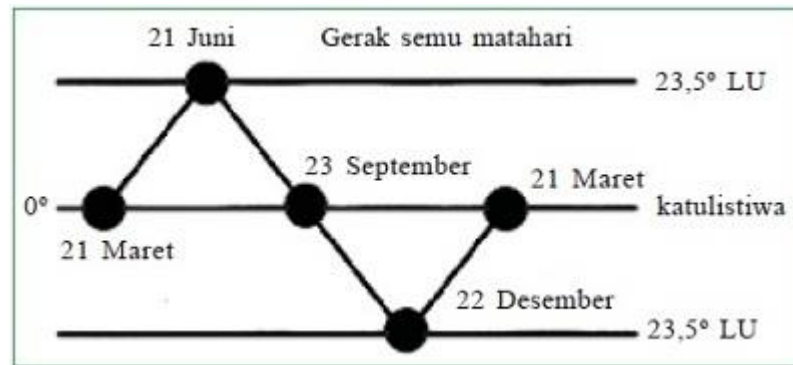 21 Juni
Gerak semu matahari
23,5° LU
23 September
21 Maret
0°
katulistiwa
21 Maret
22 Desember
23,5° LU